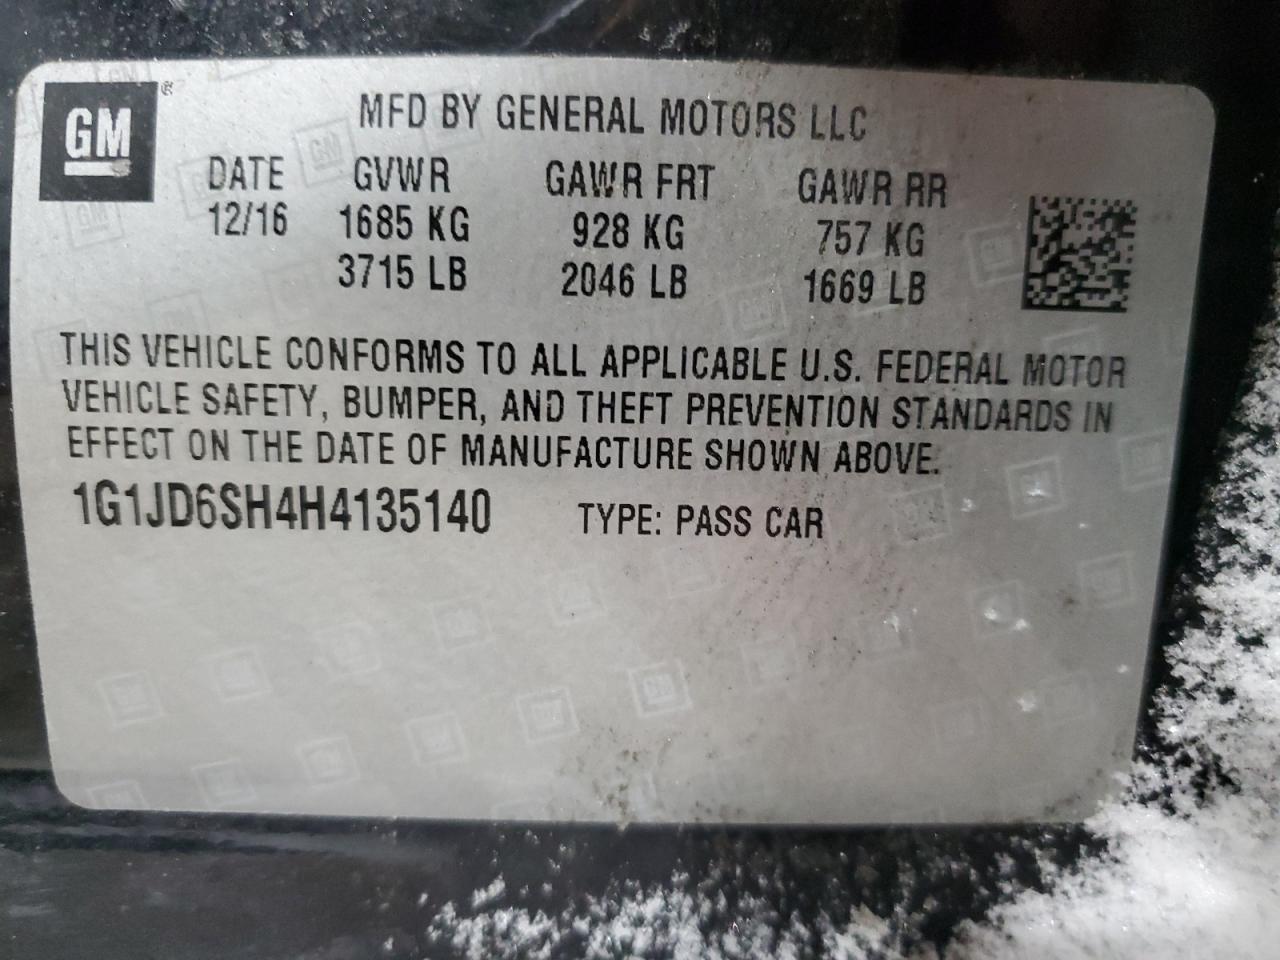 GM®
MFD BY GENERAL MOTORS LLC
DATE GVWR GAWR FRT GAWR RR
12/16 1685 KG 928 KG 757 KG
3715 LB 2046 LB 1669 LB
THIS VEHICLE CONFORMS TO ALL APPLICABLE U.S. FEDERAL MOTOR
VEHICLE SAFETY, BUMPER, AND THEFT PREVENTION STANDARDS IN
EFFECT ON THE DATE OF MANUFACTURE SHOWN ABOVE.
1G1JD6SH4H4135140 TYPE: PASS CAR